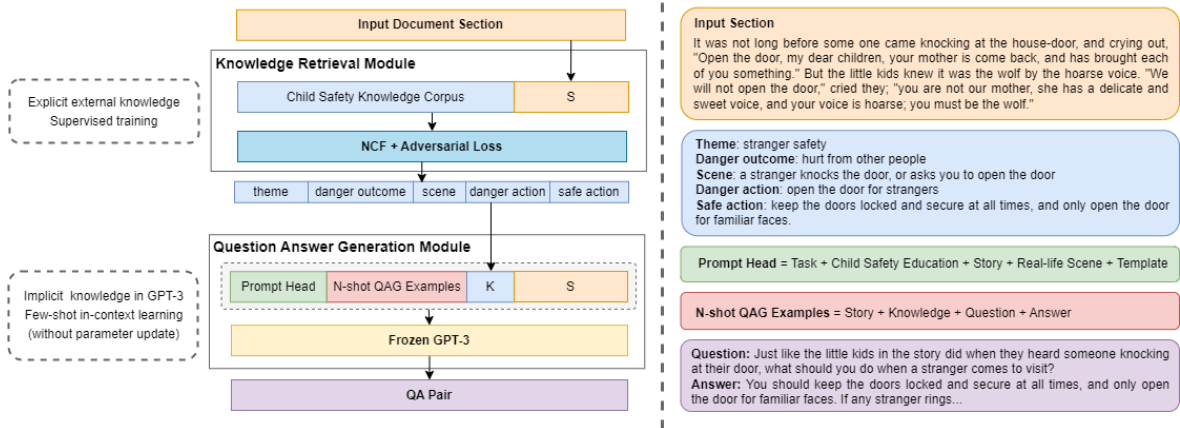 Input Document Section
Knowledge Retrieval Module
Explicit external knowledge
Supervised training
Child Safety Knowledge Corpus
S
NCF + Adversarial Loss
theme
danger outcome
scene
danger action
safe action
Question Answer Generation Module
Implicit knowledge in GPT-3
Few-shot in-context learning
(without parameter update)
Prompt Head
N-shot QAG Examples
K
S
Frozen GPT-3
QA Pair
Input Section
It was not long before some one came knocking at the house-door, and crying out,
"Open the door, my dear children, your mother is come back, and has brought each
of you something." But the little kids knew it was the wolf by the hoarse voice. "We
will not open the door," cried they; "you are not our mother, she has a delicate and
sweet voice, and your voice is hoarse; you must be the wolf."
Theme: stranger safety
Danger outcome: hurt from other people
Scene: a stranger knocks the door, or asks you to open the door
Danger action: open the door for strangers
Safe action: keep the doors locked and secure at all times, and only open the door
for familiar faces.
Prompt Head = Task + Child Safety Education + Story + Real-life Scene + Template
N-shot QAG Examples = Story + Knowledge + Question + Answer
Question: Just like the little kids in the story did when they heard someone knocking
at their door, what should you do when a stranger comes to visit?
Answer: You should keep the doors locked and secure at all times, and only open
the door for familiar faces. If any stranger rings...